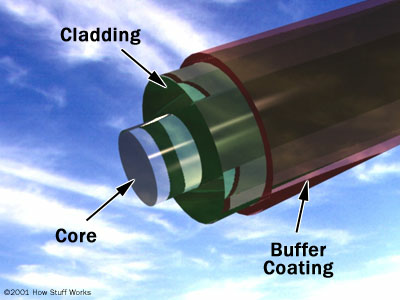 Cladding
Core
Buffer
Coating
©2001 How Stuff Works